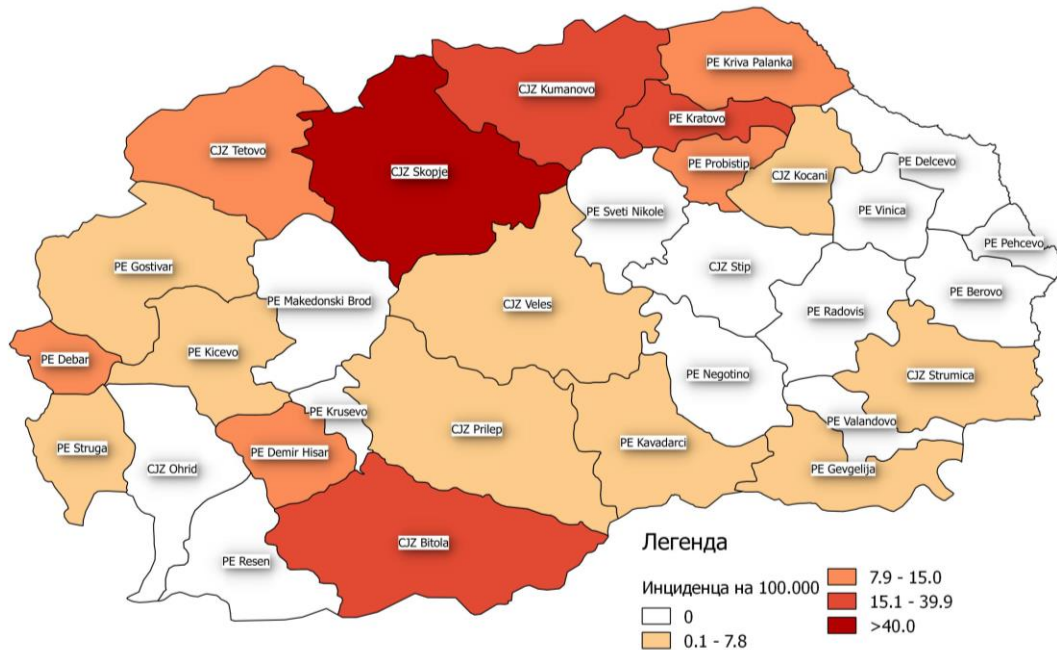 PE Kriva Palanka
CJZ Kumanovo
PE Kratovo
CJZ Tetovo
CJZ Skopje
PE Probistip
PE Delcevo
CJZ Kocani
PE Vinica
PE Sveti Nikole
PE Pehcevo
PE Gostivar
CJZ Stip
PE Berovo
PE Makedonski Brod
CJZ Veles
PE Radovis
PE Debar
PE Kicevo
PE Negotino
CJZ Strumica
PE Krusevo
PE Valandovo
CJZ Prilep
PE Kavadarci
PE Struga
PE Demir Hisar
CJZ Ohrid
PE Gevgelija
CJZ Bitola
PE Resen
Легенда
Инциденца на 100.000
0
0.1 - 7.8
7.9 - 15.0
15.1 - 39.9
>40.0